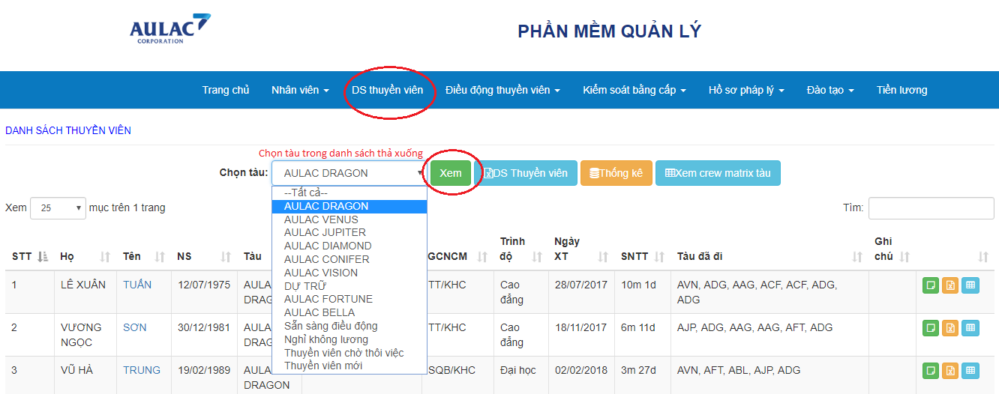 AULAC
CORPORATION
PHẦN MỀM QUẢN LÝ
Trang chủ Nhân viên DS thuyền viên Điều động thuyền viên Kiểm soát bằng cấp Hồ sơ pháp lý Đào tạo Tiền lương
DANH SÁCH THUYỀN VIÊN
Chọn tàu trong danh sách thả xuống
Chọn tàu: AULAC DRAGON Xem DS Thuyền viên Thống kê Xem crew matrix tàu
--Tất cả--
AULAC DRAGON
AULAC VENUS
AULAC JUPITER
AULAC DIAMOND
AULAC CONIFER
AULAC VISION
DỰ TRỮ
AULAC FORTUNE
AULAC BELLA
Sẵn sàng điều động
Nghỉ không lương
Thuyền viên chờ thôi việc
Thuyền viên mới
Xem 25 mục trên 1 trang Tìm:
STT Họ Tên NS Tàu GCNCM Trình độ Ngày XT SNTT Tàu đã đi Ghi chú
1 LÊ XUÂN TUẤN 12/07/1975 AULA TT/KHC Cao 28/07/2017 10m 1d AVN, ADG, AAG, ACF, ACF, ADG,
DRAG đẳng ADG
2 VƯƠNG SƠN 30/12/1981 AULA TT/KHC Cao 18/11/2017 6m 11d AJP, ADG, AAG, AAG, AFT, ADG
NGỌC DRAG đẳng
3 VŨ HÀ TRUNG 19/02/1989 AULA SQB/KHC Đại học 02/02/2018 3m 27d AVN, AFT, ABL, AJP, ADG
DRAGON